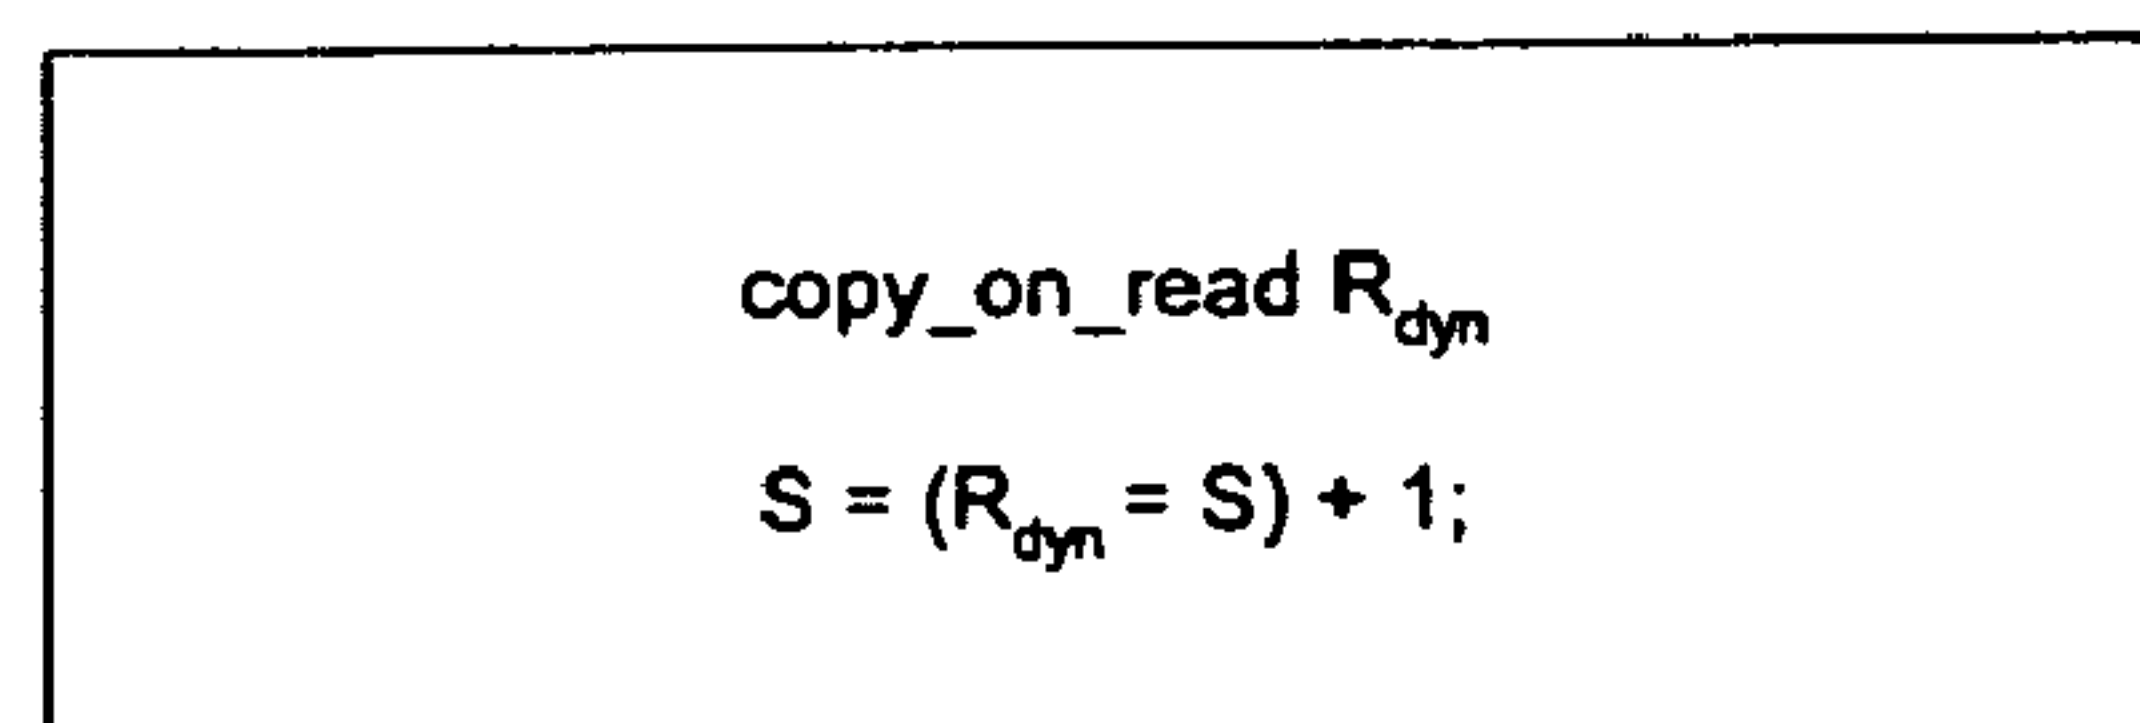 copy_on_read R_dyn
S = (R_dyn = S) + 1;